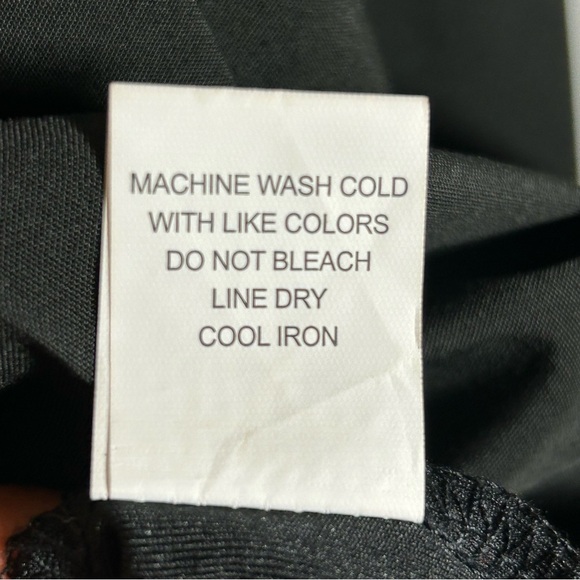 MACHINE WASH COLD
WITH LIKE COLORS
DO NOT BLEACH
LINE DRY
COOL IRON